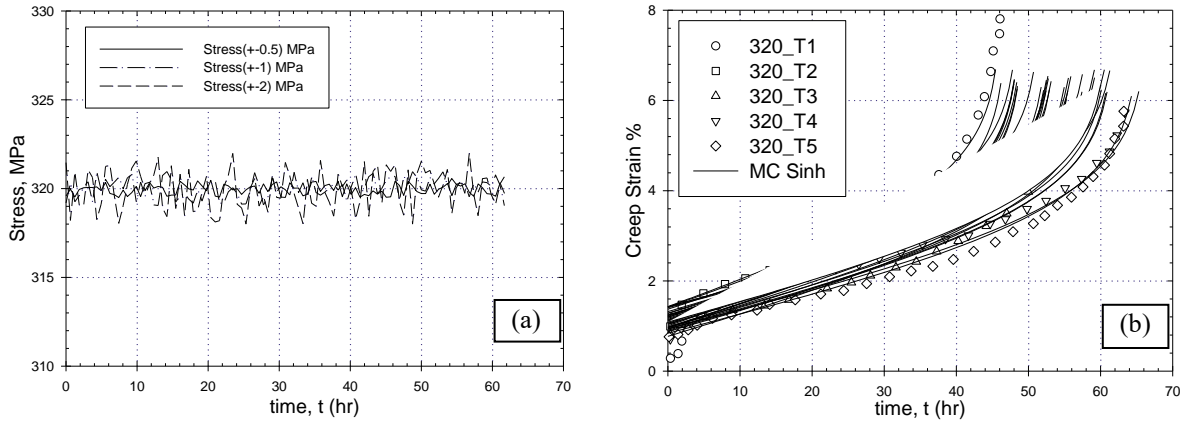 335
330
325
320
315
310
Stress, MPa
Stress(+-0.5) MPa
Stress(+-1) MPa
Stress(+-2) MPa
(a)
0 10 20 30 40 50 60 70
time, t (hr)
8
6
4
2
0
Creep Strain %
320_T1
320_T2
320_T3
320_T4
320_T5
MC Sinh
(b)
0 10 20 30 40 50 60 70
time, t (hr)